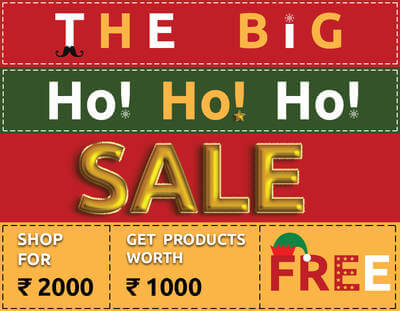 THE BiG
Ho! Ho! Ho!
SALE
SHOP
FOR
₹ 2000
GET PRODUCTS
WORTH
₹ 1000
FREE